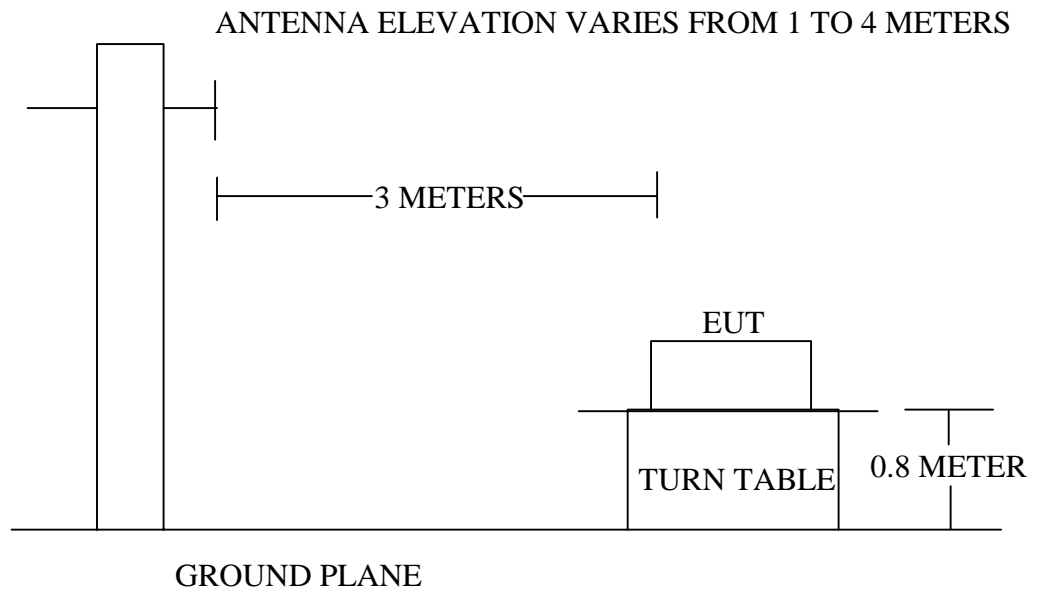 ANTENNA ELEVATION VARIES FROM 1 TO 4 METERS
3 METERS
EUT
0.8 METER
TURN TABLE
GROUND PLANE